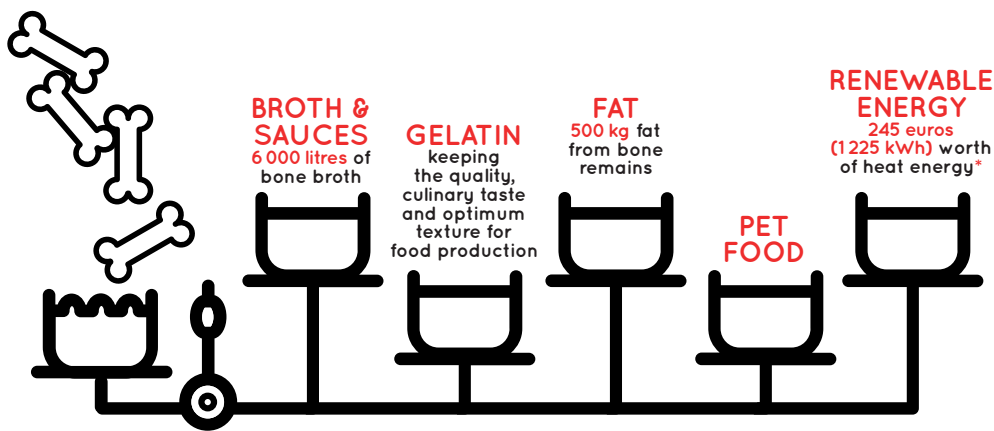 BROTH &
SAUCES
6 000 litres of
bone broth
GELATIN
keeping
the quality,
culinary taste
and optimum
texture for
food production
FAT
500 kg fat
from bone
remains
PET
FOOD
RENEWABLE
ENERGY
245 euros
(1 225 kWh) worth
of heat energy*